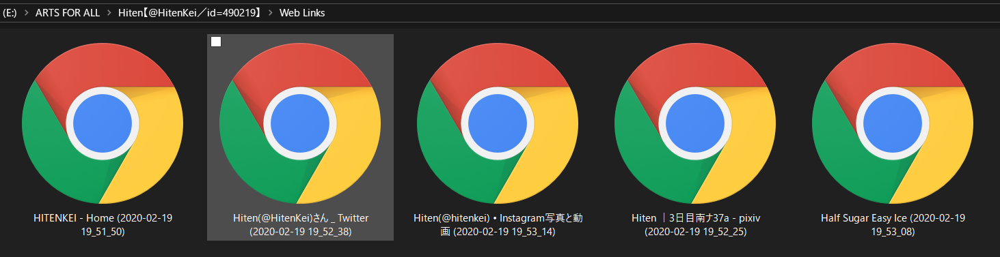 (E:) > ARTS FOR ALL > Hiten【@HitenKei／id=490219】 > Web Links
HITENKEI - Home (2020-02-19
19_51_50)
Hiten(@HitenKei)さん _ Twitter
(2020-02-19 19_52_38)
Hiten(@hitenkei) • Instagram写真と動
画 (2020-02-19 19_53_14)
Hiten ｜3日目南ナ37a - pixiv
(2020-02-19 19_52_25)
Half Sugar Easy Ice (2020-02-19
19_53_08)